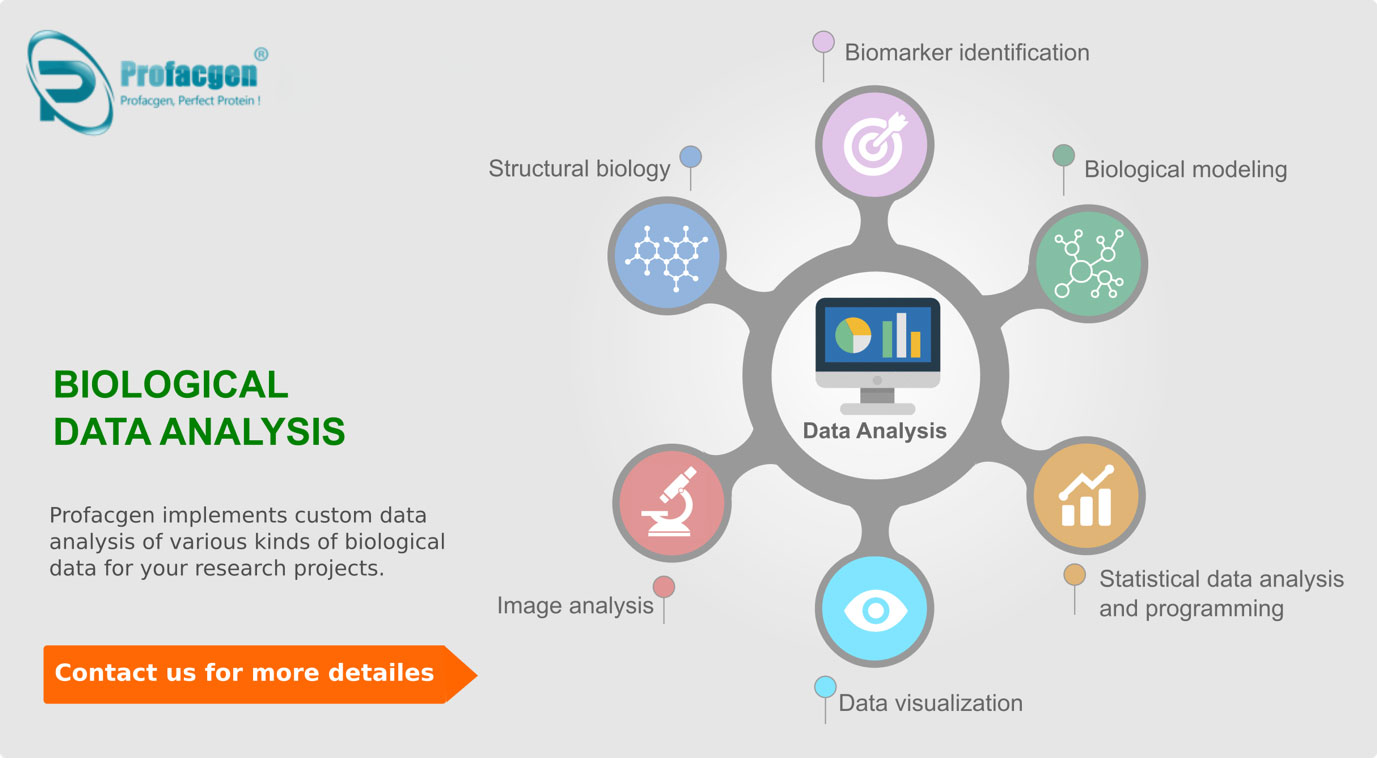 Profacgen®
Profacgen, Perfect Protein !
Biomarker identification
Structural biology
Biological modeling
Data Analysis
BIOLOGICAL
DATA ANALYSIS
Profacgen implements custom data
analysis of various kinds of biological
data for your research projects.
Contact us for more detailes
Image analysis
Statistical data analysis
and programming
Data visualization